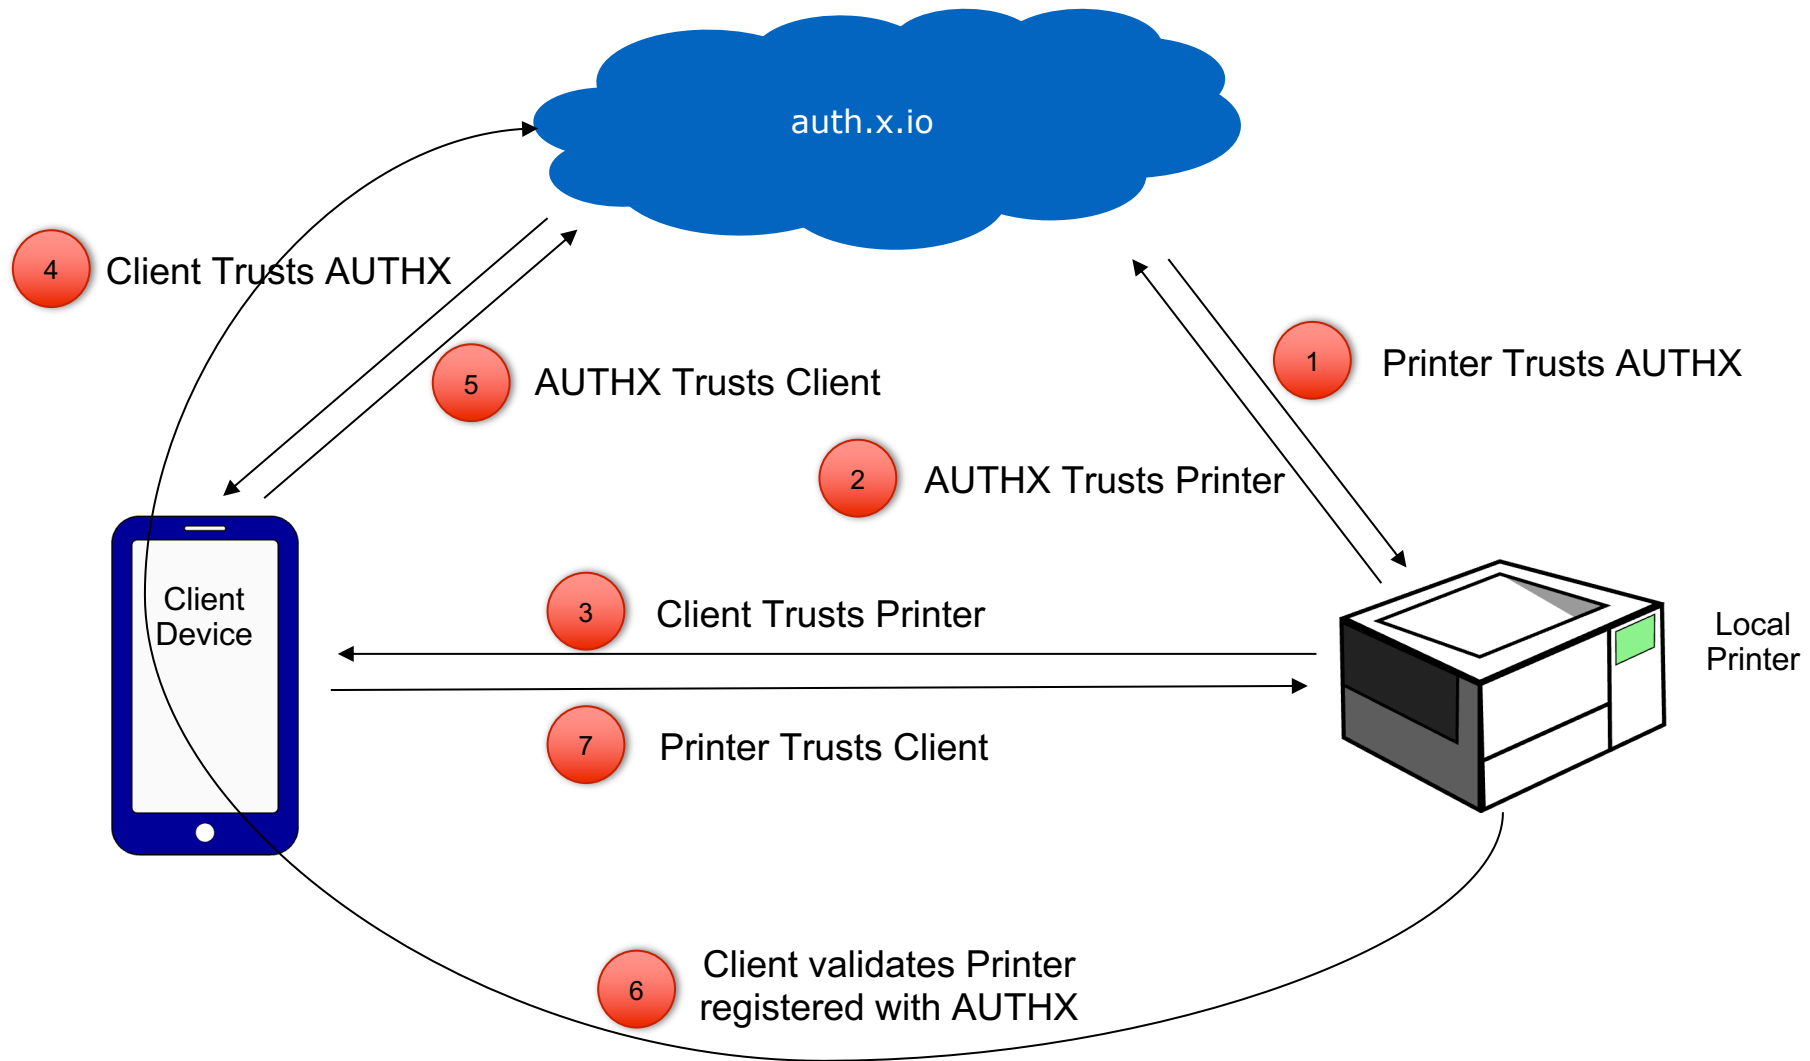 auth.x.io
4
Client Trusts AUTHX
1
Printer Trusts AUTHX
5
AUTHX Trusts Client
2
AUTHX Trusts Printer
Client
Device
3
Client Trusts Printer
Local
Printer
7
Printer Trusts Client
6
Client validates Printer
registered with AUTHX